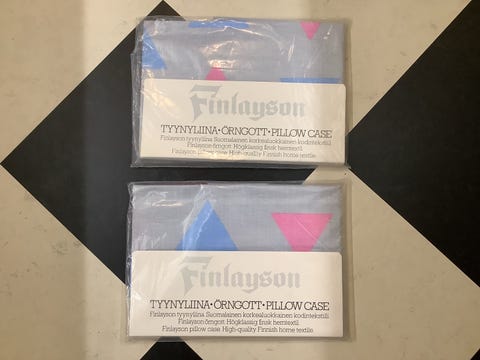 Finlayson
TYYNYLIINA•ÖRNGOTT•PILLOW CASE
Finlayson tyynyliina Suomalainen korkealuokkainen kodintekstiili.
Finlayson örngott Högklassig finsk hemtextil.
Finlayson pillow case High-quality Finnish home textile.
Finlayson
TYYNYLIINA•ÖRNGOTT•PILLOW CASE
Finlayson tyynyliina Suomalainen korkealuokkainen kodintekstiili.
Finlayson örngott Högklassig finsk hemtextil.
Finlayson pillow case High-quality Finnish home textile.